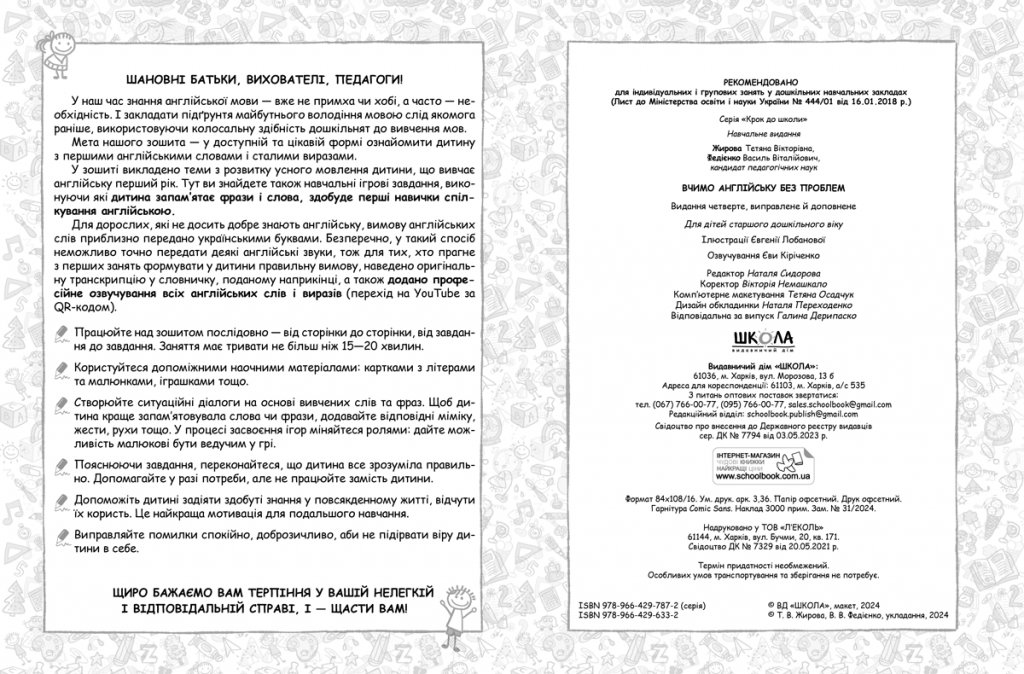 ШАНОВНІ БАТЬКИ, ВИХОВАТЕЛІ, ПЕДАГОГИ!
У наш час знання англійської мови — вже не примха чи хобі, а часто — не-
обхідність. І закладати підґрунтя майбутнього володіння мовою слід якомога
раніше, використовуючи колосальну здібність дошкільнят до вивчення мов.
Мета нашого зошита — у доступній та цікавій формі ознайомити дитину
з першими англійськими словами і сталими виразами.
У зошиті викладено теми з розвитку усного мовлення дитини, що вивчає
англійську перший рік. Тут ви знайдете також навчальні ігрові завдання, вико-
нуючи які дитина запам'ятає фрази і слова, здобуде перші навички спіл-
кування англійською.
Для дорослих, які не досить добре знають англійську, вимову англійських
слів приблизно передано українськими буквами. Безперечно, у такий спосіб
неможливо точно передати деякі англійські звуки, тож для тих, хто прагне
з перших занять формувати у дитини правильну вимову, наведено оригіналь-
ну транскрипцію у словничку, поданому наприкінці, а також додано профе-
сійне озвучування всіх англійських слів і виразів (перехід на YouTube за
QR-кодом).
Працюйте над зошитом послідовно — від сторінки до сторінки, від завдан-
ня до завдання. Заняття має тривати не більш ніж 15—20 хвилин.
Користуйтеся допоміжними наочними матеріалами: картками з літерами
та малюнками, іграшками тощо.
Створюйте ситуаційні діалоги на основі вивчених слів та фраз. Щоб ди-
тина краще запам'ятовувала слова чи фрази, додавайте відповідні міміку,
жести, рухи тощо. У процесі засвоєння ігор міняйтеся ролями: дайте мож-
ливість малюкові бути ведучим у грі.
Пояснюючи завдання, переконайтеся, що дитина все зрозуміла правиль-
но. Допомагайте у разі потреби, але не працюйте замість дитини.
Допоможіть дитині задіяти здобуті знання у повсякденному житті, відчути
їх користь. Це найкраща мотивація для подальшого навчання.
Виправляйте помилки спокійно, доброзичливо, аби не підірвати віру ди-
тини в себе.
ЩИРО БАЖАЄМО ВАМ ТЕРПІННЯ У ВАШІЙ НЕЛЕГКІЙ
І ВІДПОВІДАЛЬНІЙ СПРАВІ, І — ЩАСТИ ВАМ!
РЕКОМЕНДОВАНО
для індивідуальних і групових занять у дошкільних навчальних закладах
(Лист до Міністерства освіти і науки України № 444/01 від 16.01.2018 р.)
Серія «Крок до школи»
Навчальне видання
Жирова Тетяна Вікторівна,
Федієнко Василь Віталійович,
кандидат педагогічних наук
ВЧИМО АНГЛІЙСЬКУ БЕЗ ПРОБЛЕМ
Видання четверте, виправлене й доповнене
Для дітей старшого дошкільного віку
Ілюстрації Євгенії Лобанової
Озвучування Єви Кіріченко
Редактор Наталя Сидорова
Коректор Вікторія Немашкало
Комп'ютерне макетування Тетяна Осадчук
Дизайн обкладинки Наталя Переходенко
Відповідальна за випуск Галина Дерипаско
ШКОЛА
видавничий дім
Видавничий дім «ШКОЛА»:
61036, м. Харків, вул. Морозова, 13 б
Адреса для кореспонденції: 61103, м. Харків, а/с 535
З питань оптових поставок звертатися:
тел. (067) 766-00-77, (095) 766-00-77, sales.schoolbook@gmail.com
Редакційний відділ: schoolbook.publish@gmail.com
Свідоцтво про внесення до Державного реєстру видавців
сер. ДК № 7794 від 03.05.2023 р.
ІНТЕРНЕТ-МАГАЗИН
ЧУДОВІ КНИЖКИ
НАЙКРАЩІ ЦІНИ
www.schoolbook.com.ua
Формат 84х108/16. Ум. друк. арк. 3,36. Папір офсетний. Друк офсетний.
Гарнітура Comic Sans. Наклад 3000 прим. Зам. № 31/2024.
Надруковано у ТОВ «Л'ЕКОЛЬ»
61144, м. Харків, вул. Бучми, 20, кв. 171.
Свідоцтво ДК № 7329 від 20.05.2021 р.
Термін придатності необмежений.
Особливих умов транспортування та зберігання не потребує.
ISBN 978-966-429-787-2 (серія)
ISBN 978-966-429-633-2
© ВД «ШКОЛА», макет, 2024
© Т. В. Жирова, В. В. Федієнко, укладання, 2024